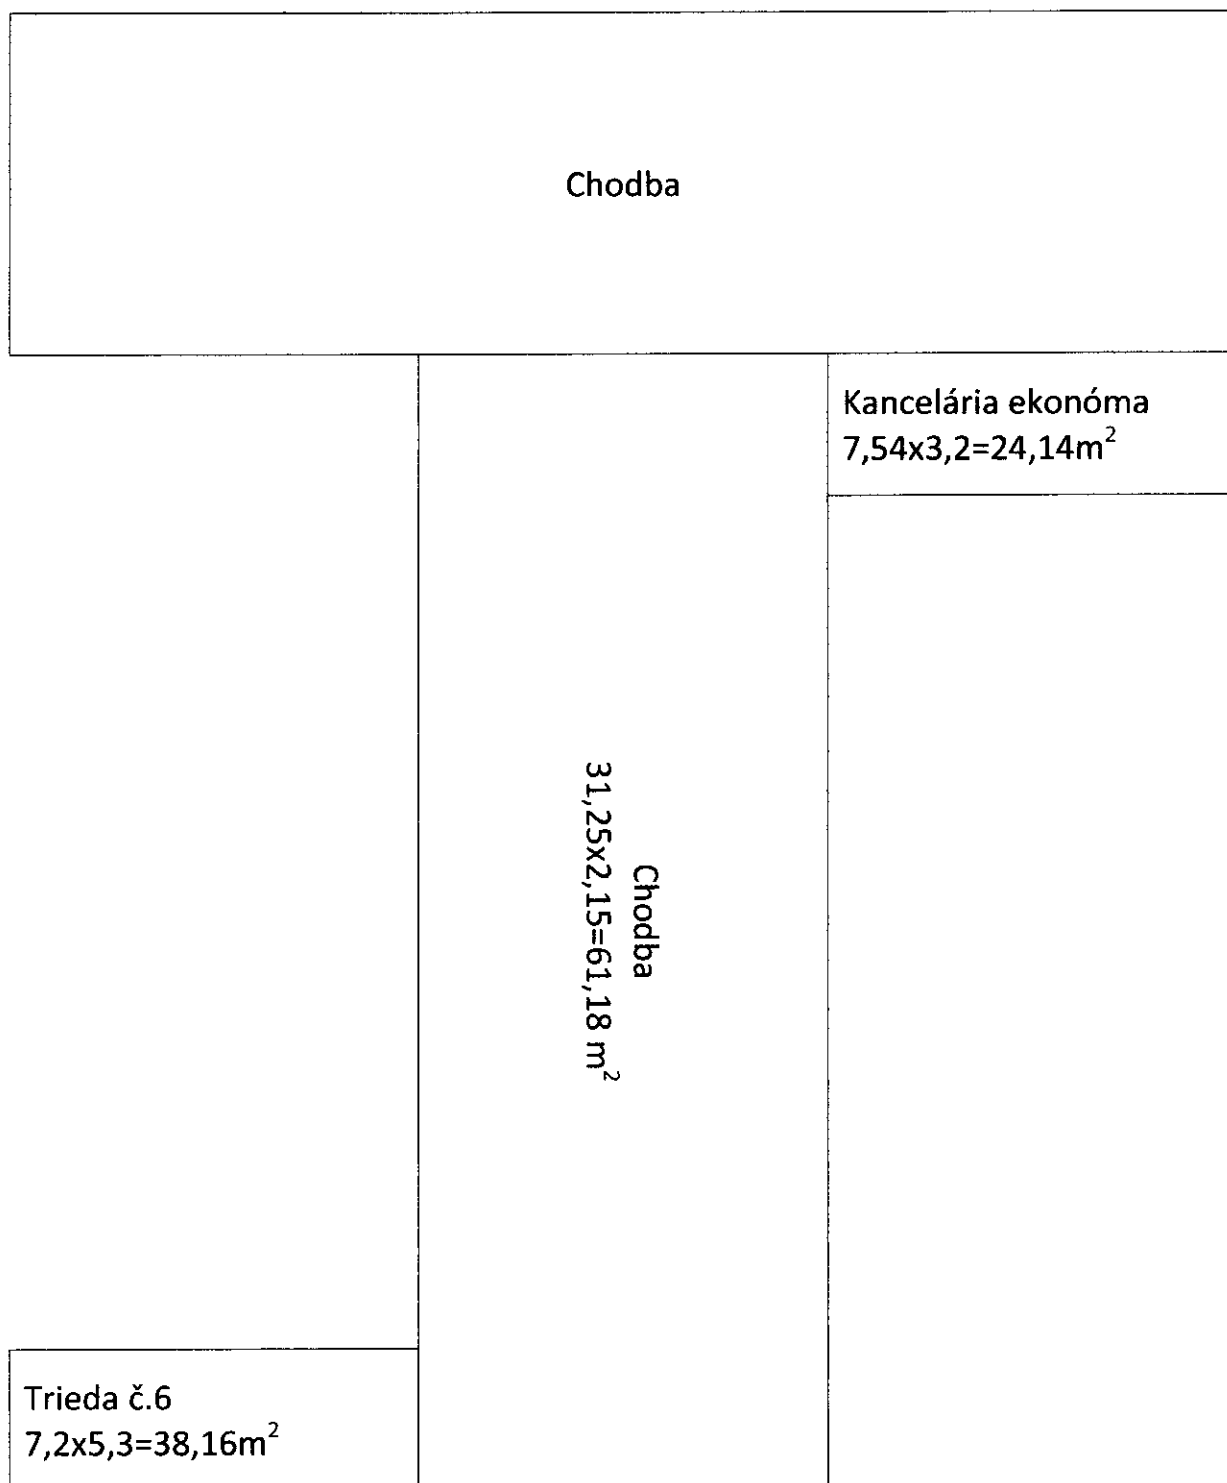 Chodba
Kancelária ekonóma
7,54x3,2=24,14m²
Chodba
31,25x2,15=61,18 m²
Trieda č.6
7,2x5,3=38,16m²